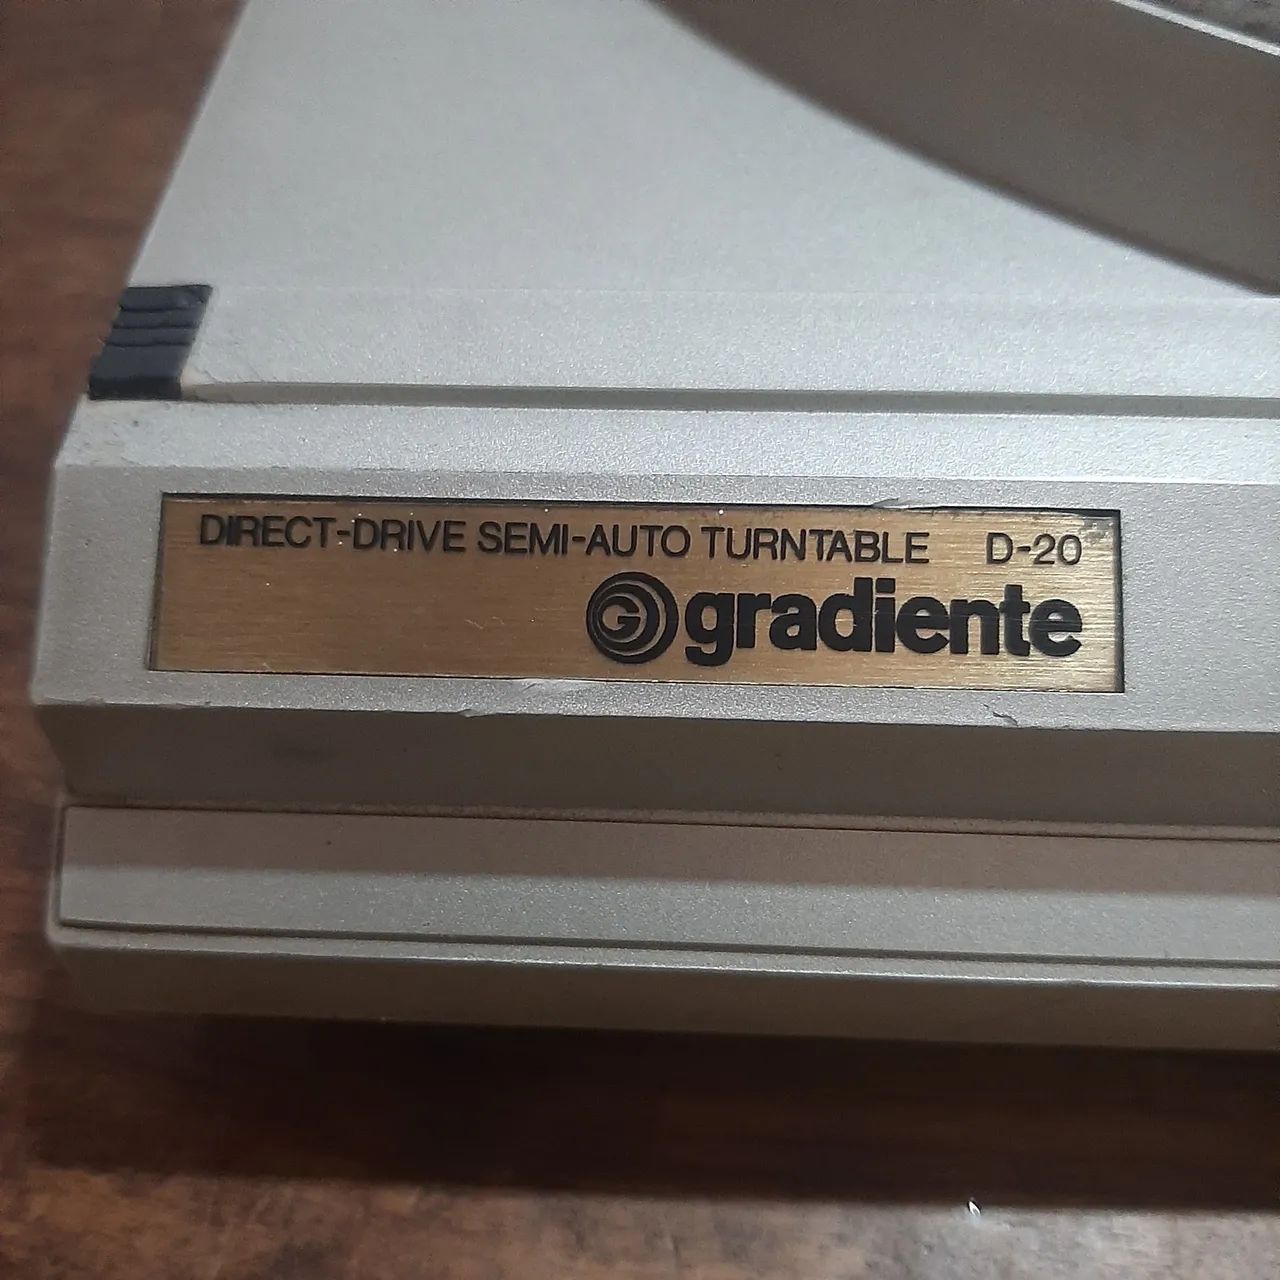 DIRECT-DRIVE SEMI-AUTO TURNTABLE D-20
G gradiente